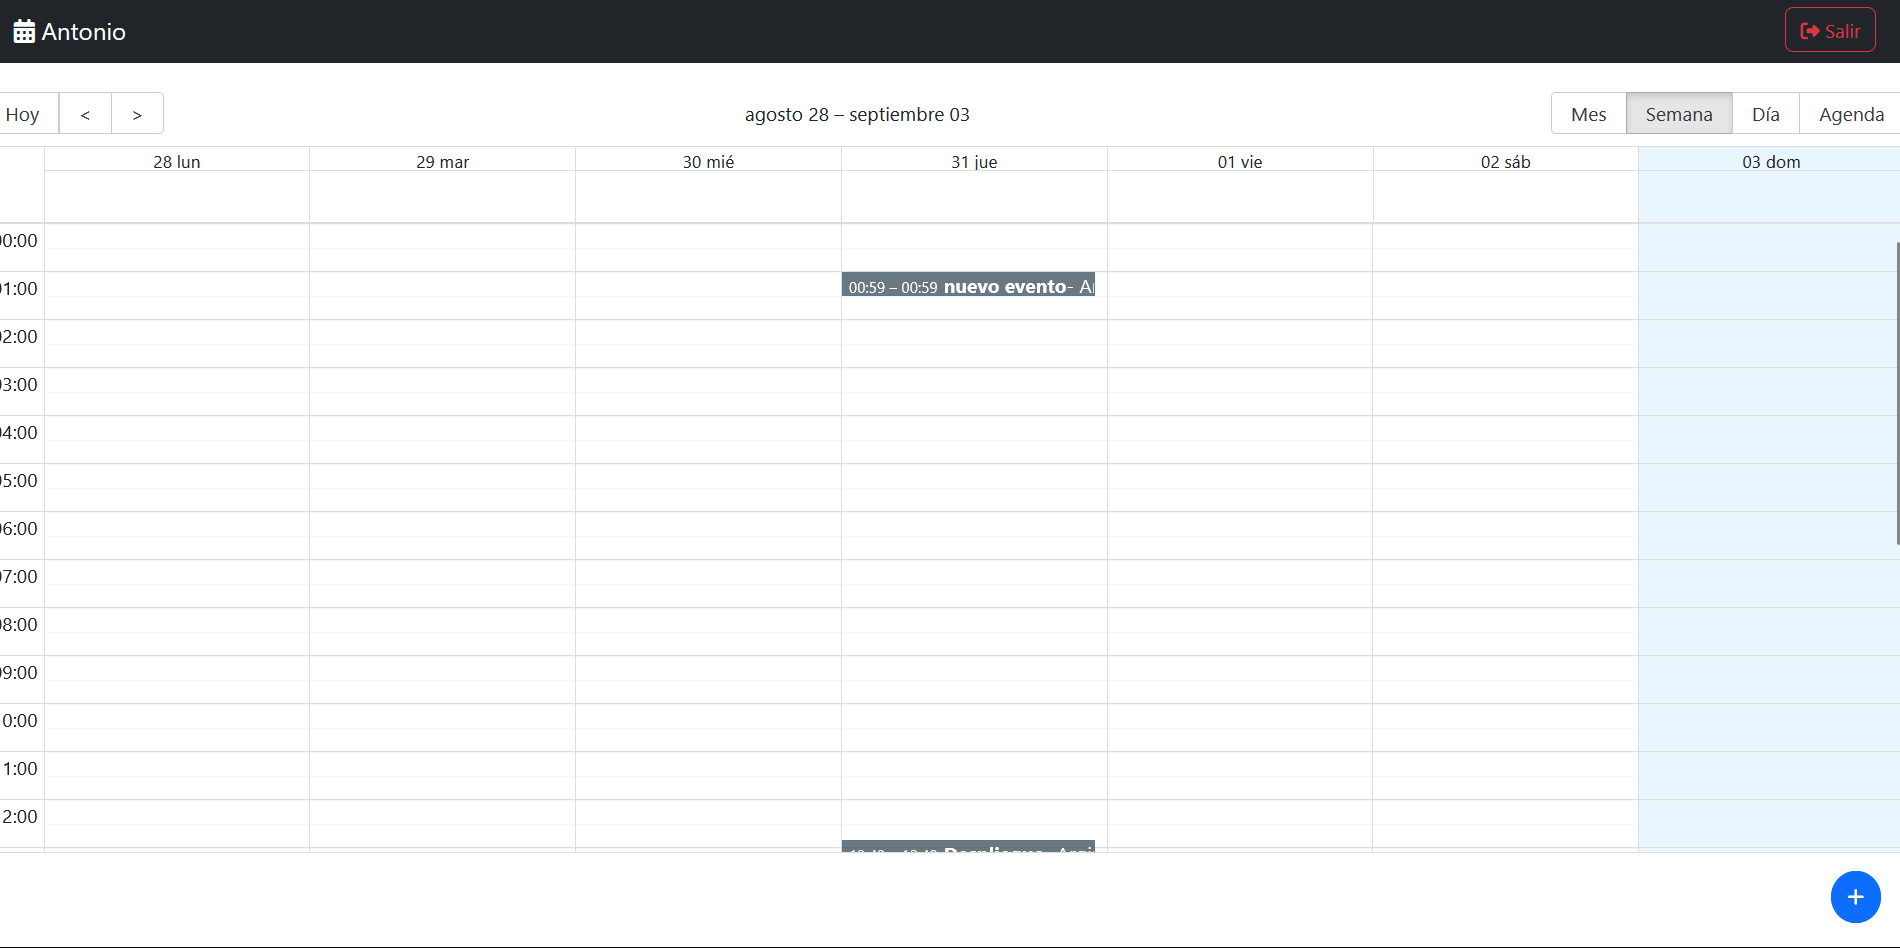 Antonio
Salir
Hoy < > agosto 28 – septiembre 03 Mes Semana Día Agenda
28 lun 29 mar 30 mié 31 jue 01 vie 02 sáb 03 dom
00:00
01:00
00:59 – 00:59 nuevo evento-
02:00
03:00
04:00
05:00
06:00
07:00
08:00
09:00
0:00
1:00
2:00
+